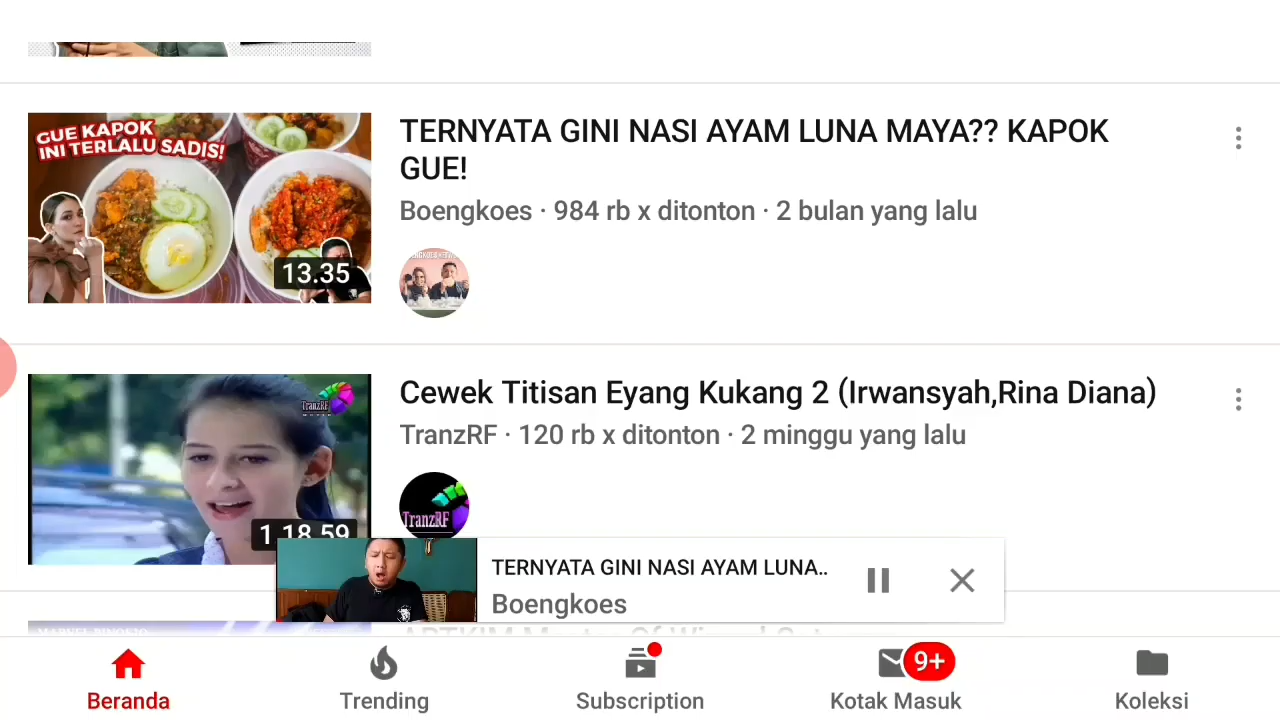 GUE KAPOK
INI TERLALU SADIS!
13.35
TERNYATA GINI NASI AYAM LUNA MAYA?? KAPOK
GUE!
Boengkoes · 984 rb x ditonton · 2 bulan yang lalu
TranzRF
1.18.59
Cewek Titisan Eyang Kukang 2 (Irwansyah,Rina Diana)
TranzRF · 120 rb x ditonton · 2 minggu yang lalu
TranzRF
TERNYATA GINI NASI AYAM LUNA..
Boengkoes
Beranda
Trending
Subscription
9+
Kotak Masuk
Koleksi